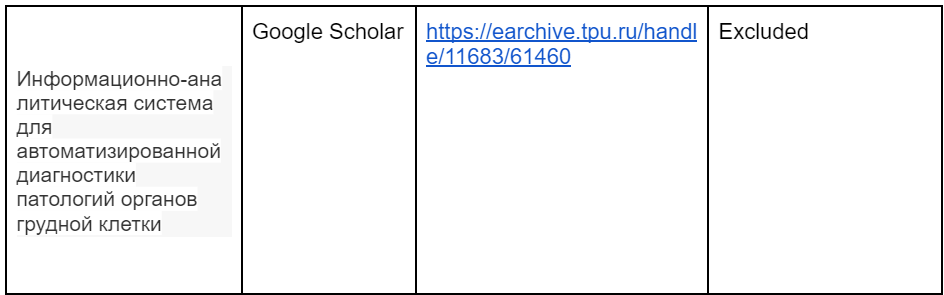 Информационно-ана
литическая система
для
автоматизированной
диагностики
патологий органов
грудной клетки
Google Scholar
https://earchive.tpu.ru/handl
e/11683/61460
Excluded